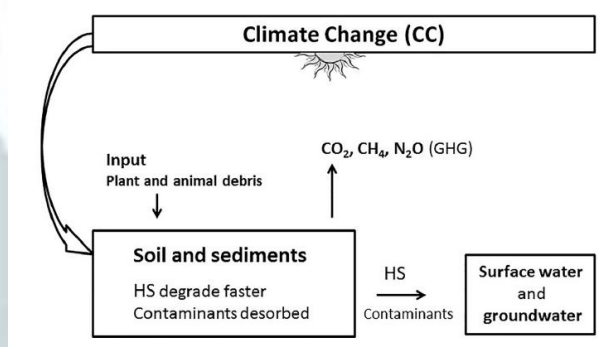 Climate Change (CC)
CO₂, CH₄, N₂O (GHG)
Input
Plant and animal debris
Soil and sediments
HS degrade faster
Contaminants desorbed
HS
Contaminants
Surface water
and
groundwater